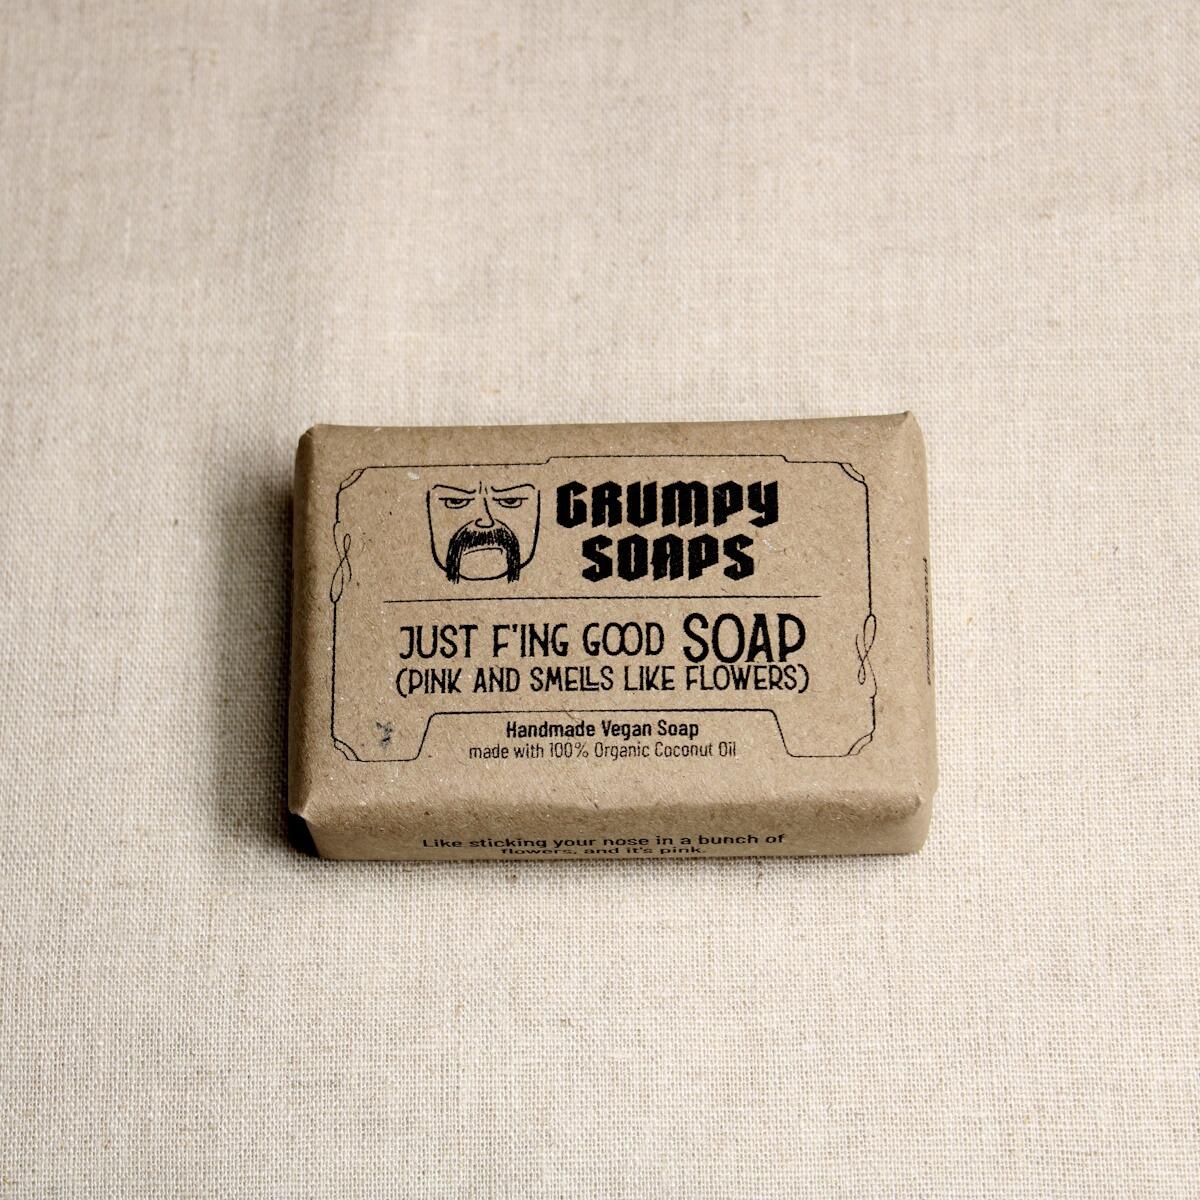 GRUMPY
SOAPS
JUST F'ING GOOD SOAP
(PINK AND SMELLS LIKE FLOWERS)
Handmade Vegan Soap
made with 100% Organic Coconut Oil
Like sticking your nose in a bunch of
flowers, and it's pink.